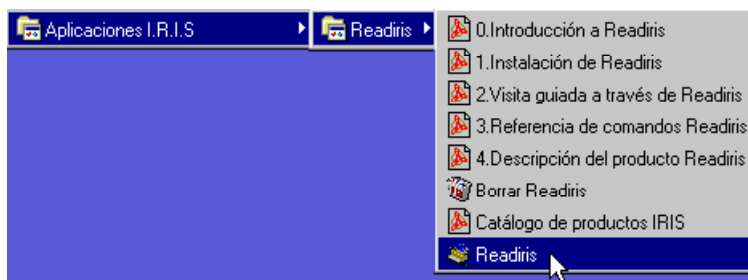 Aplicaciones I.R.I.S
Readiris
0.Introducción a Readiris
1.Instalación de Readiris
2.Visita guiada a través de Readiris
3.Referencia de comandos Readiris
4.Descripción del producto Readiris
Borrar Readiris
Catálogo de productos IRIS
Readiris